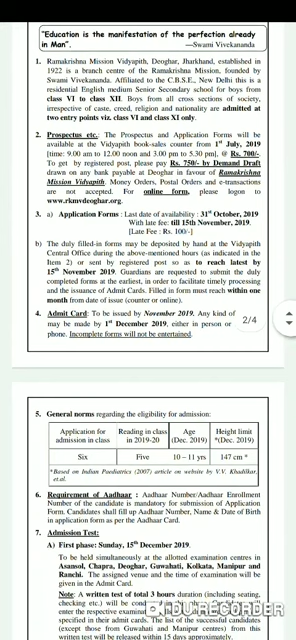 "Education is the manifestation of the perfection already
in Man". —Swami Vivekananda
1. Ramakrishna Mission Vidyapith, Deoghar, Jharkhand, established in
1922 is a branch centre of the Ramakrishna Mission, founded by
Swami Vivekananda. Affiliated to the C.B.S.E., New Delhi this is a
residential English medium Senior Secondary school for boys from
class VI to class XII. Boys from all cross sections of society,
irrespective of caste, creed, religion and nationality are admitted at
two entry points viz. class VI and class XI only.
2. Prospectus etc.: The Prospectus and Application Forms will be
available at the Vidyapith book-sales counter from 1st July, 2019
[time: 9.00 am to 12.00 noon and 3.00 pm to 5.30 pm], @ Rs. 700/-.
To get by registered post, please pay Rs. 750/- by Demand Draft
drawn on any bank payable at Deoghar in favour of Ramakrishna
Mission Vidyapith. Money Orders, Postal Orders and e-transactions
are not accepted. For online form, please logon to
www.rkmvdeoghar.org.
3. a) Application Forms : Last date of availability : 31st October, 2019
With late fee: till 15th November, 2019.
[Late Fee : Rs. 100/-]
b) The duly filled-in forms may be deposited by hand at the Vidyapith
Central Office during the above-mentioned hours (as indicated in the
Item 2) or sent by registered post so as to reach latest by
15th November 2019. Guardians are requested to submit the duly
completed forms at the earliest, in order to facilitate timely processing
and the issuance of Admit Cards. Filled in form must reach within one
month from date of issue (counter or online).
4. Admit Card: To be issued by November 2019. Any kind of
may be made by 1st December 2019, either in person or
phone. Incomplete forms will not be entertained.
2/4
5. General norms regarding the eligibility for admission:
Application for admission in class | Reading in class in 2019-20 | Age (Dec. 2019) | Height limit *(Dec. 2019)
Six | Five | 10 – 11 yrs | 147 cm *
*Based on Indian Paediatrics (2007) article on website by V.V. Khadilkar,
et.al.
6. Requirement of Aadhaar : Aadhaar Number/Aadhaar Enrollment
Number of the candidate is mandatory for submission of Application
Form. Candidates shall fill up Aadhaar Number, Name & Date of Birth
in application form as per the Aadhaar Card.
7. Admission Test:
A) First phase: Sunday, 15th December 2019.
To be held simultaneously at the allotted examination centres in
Asansol, Chapra, Deoghar, Guwahati, Kolkata, Manipur and
Ranchi. The assigned venue and the time of examination will be
given in the Admit Card.
Note: A written test of total 3 hours duration (including seating,
checking etc.) will be
enter the respective
specified in their admit cards. The list of the successful candidates
(except those from Guwahati and Manipur centres) from this
written test will be released within 15 days approximately.